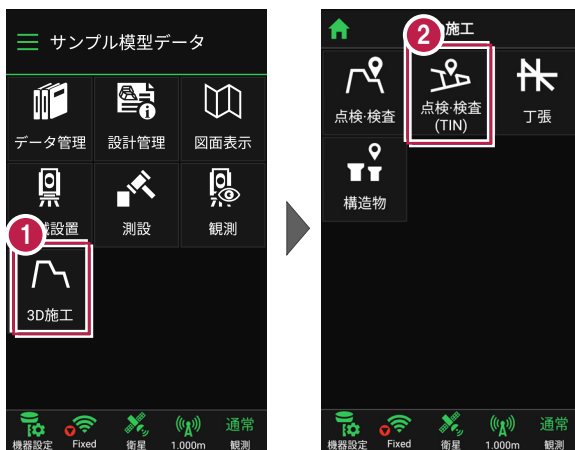 サンプル模型データ
データ管理
設計管理
図面表示
設置
測設
観測
1
3D施工
機器設定
Fixed
衛星
1.000m
通常
観測
2
施工
点検・検査
点検・検査
(TIN)
丁張
構造物
機器設定
Fixed
衛星
1.000m
通常
観測